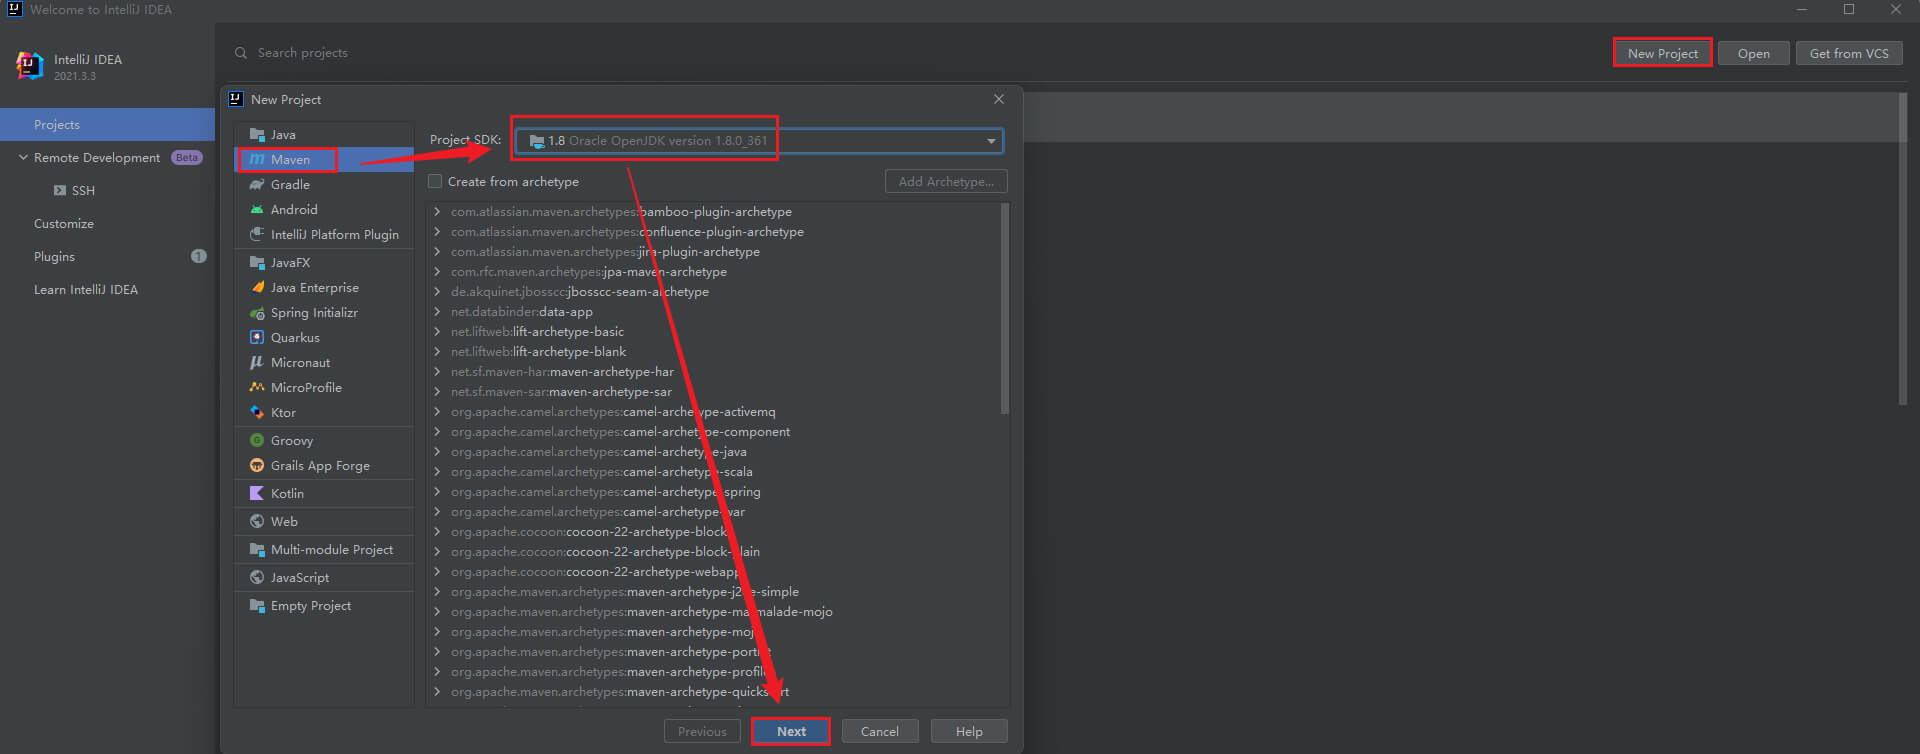 Welcome to IntelliJ IDEA
IntelliJ IDEA
2021.3.3
Search projects
New Project
Open
Get from VCS
Projects
Remote Development
Beta
SSH
Customize
Plugins
1
Learn IntelliJ IDEA
New Project
Java
Maven
Gradle
Android
IntelliJ Platform Plugin
JavaFX
Java Enterprise
Spring Initializr
Quarkus
Micronaut
MicroProfile
Ktor
Groovy
Grails App Forge
Kotlin
Web
Multi-module Project
JavaScript
Empty Project
Project SDK:
1.8 Oracle OpenJDK version 1.8.0_361
Create from archetype
Add Archetype...
com.atlassian.maven.archetypes:bamboo-plugin-archetype
com.atlassian.maven.archetypes:confluence-plugin-archetype
com.atlassian.maven.archetypes:jira-plugin-archetype
com.rfc.maven.archetypes:jpa-maven-archetype
de.akquinet.jbosscc:jbosscc-seam-archetype
net.databinder:data-app
net.liftweb:lift-archetype-basic
net.liftweb:lift-archetype-blank
net.sf.maven-har:maven-archetype-har
net.sf.maven-sar:maven-archetype-sar
org.apache.camel.archetypes:camel-archetype-activemq
org.apache.camel.archetypes:camel-archetype-component
org.apache.camel.archetypes:camel-archetype-java
org.apache.camel.archetypes:camel-archetype-scala
org.apache.camel.archetypes:camel-archetype-spring
org.apache.camel.archetypes:camel-archetype-war
org.apache.cocoon:cocoon-22-archetype-block
org.apache.cocoon:cocoon-22-archetype-block-plain
org.apache.cocoon:cocoon-22-archetype-webapp
org.apache.maven.archetypes:maven-archetype-j2ee-simple
org.apache.maven.archetypes:maven-archetype-marmalade-mojo
org.apache.maven.archetypes:maven-archetype-mojo
org.apache.maven.archetypes:maven-archetype-portlet
org.apache.maven.archetypes:maven-archetype-profiles
org.apache.maven.archetypes:maven-archetype-quickstart
Previous
Next
Cancel
Help